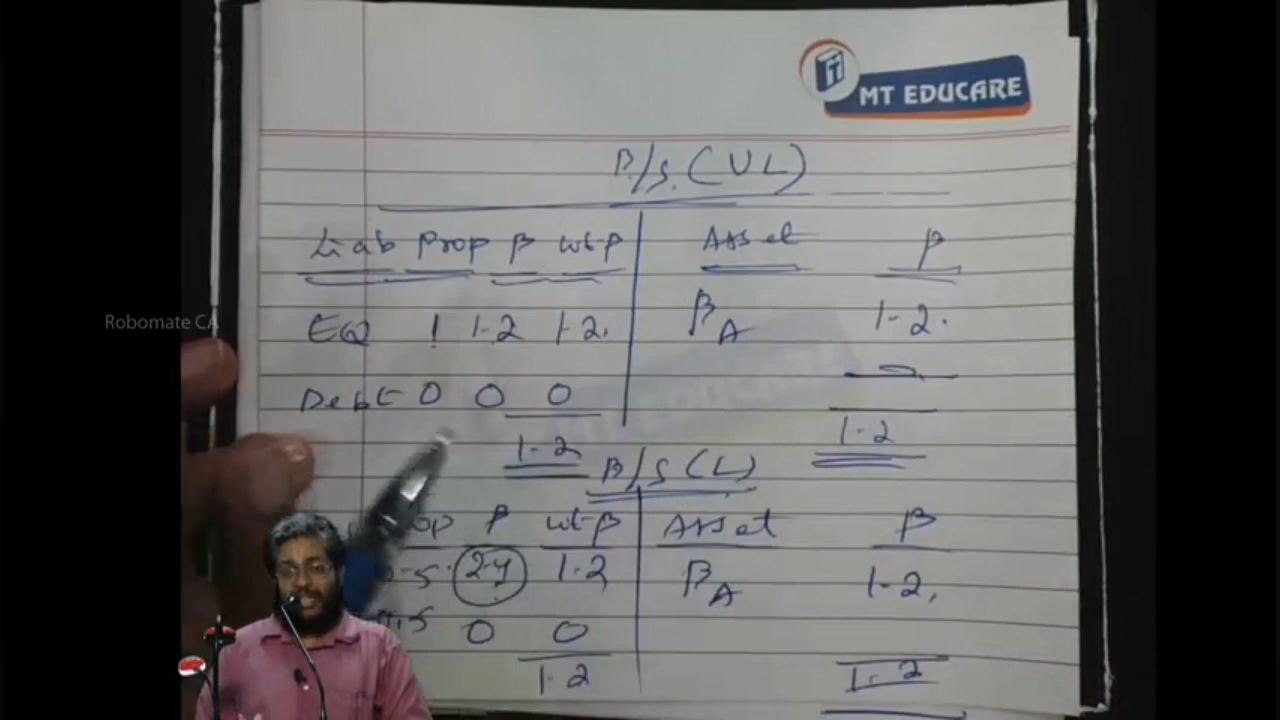 MT EDUCARE
B/S. (UL)
Liab Prop β wt-β Asset β
EQ 1 1-2 1-2. βA 1-2.
Robomate CA
Debt 0 0 0
1-2 1-2
B/S (L)
β wt-β Asset β
2-4 1-2 βA 1-2.
0 0
1-2 1-2